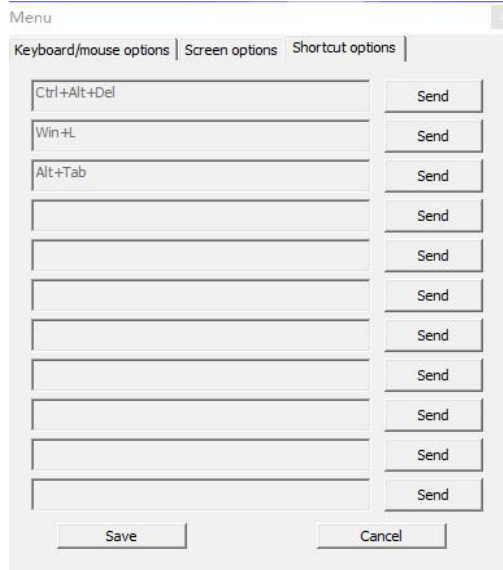 Menu
Keyboard/mouse options Screen options Shortcut options
Ctrl+Alt+Del Send
Win+L Send
Alt+Tab Send
Send
Send
Send
Send
Send
Send
Send
Send
Save Cancel